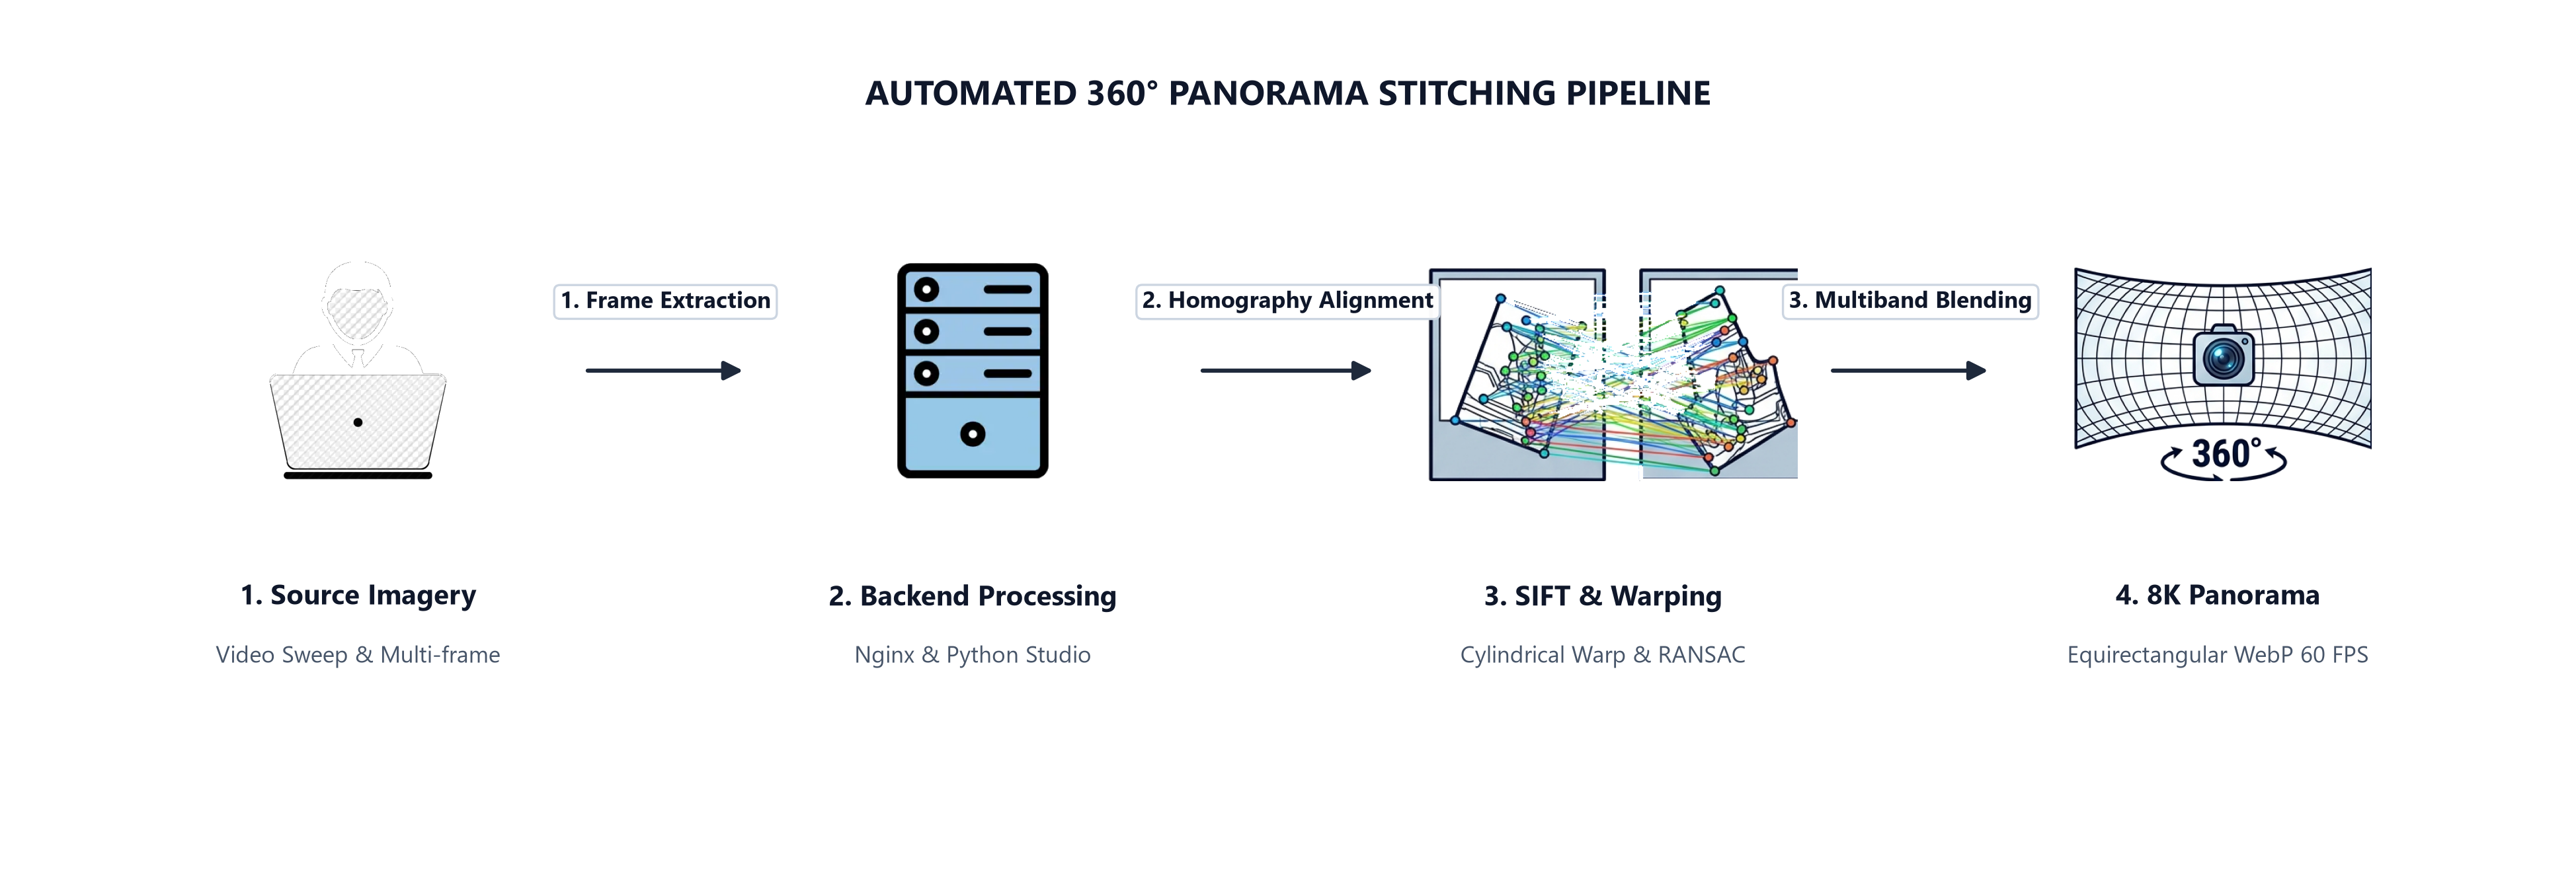 AUTOMATED 360° PANORAMA STITCHING PIPELINE
1. Frame Extraction
2. Homography Alignment
3. Multiband Blending
360°
1. Source Imagery
2. Backend Processing
3. SIFT & Warping
4. 8K Panorama
Video Sweep & Multi-frame
Nginx & Python Studio
Cylindrical Warp & RANSAC
Equirectangular WebP 60 FPS